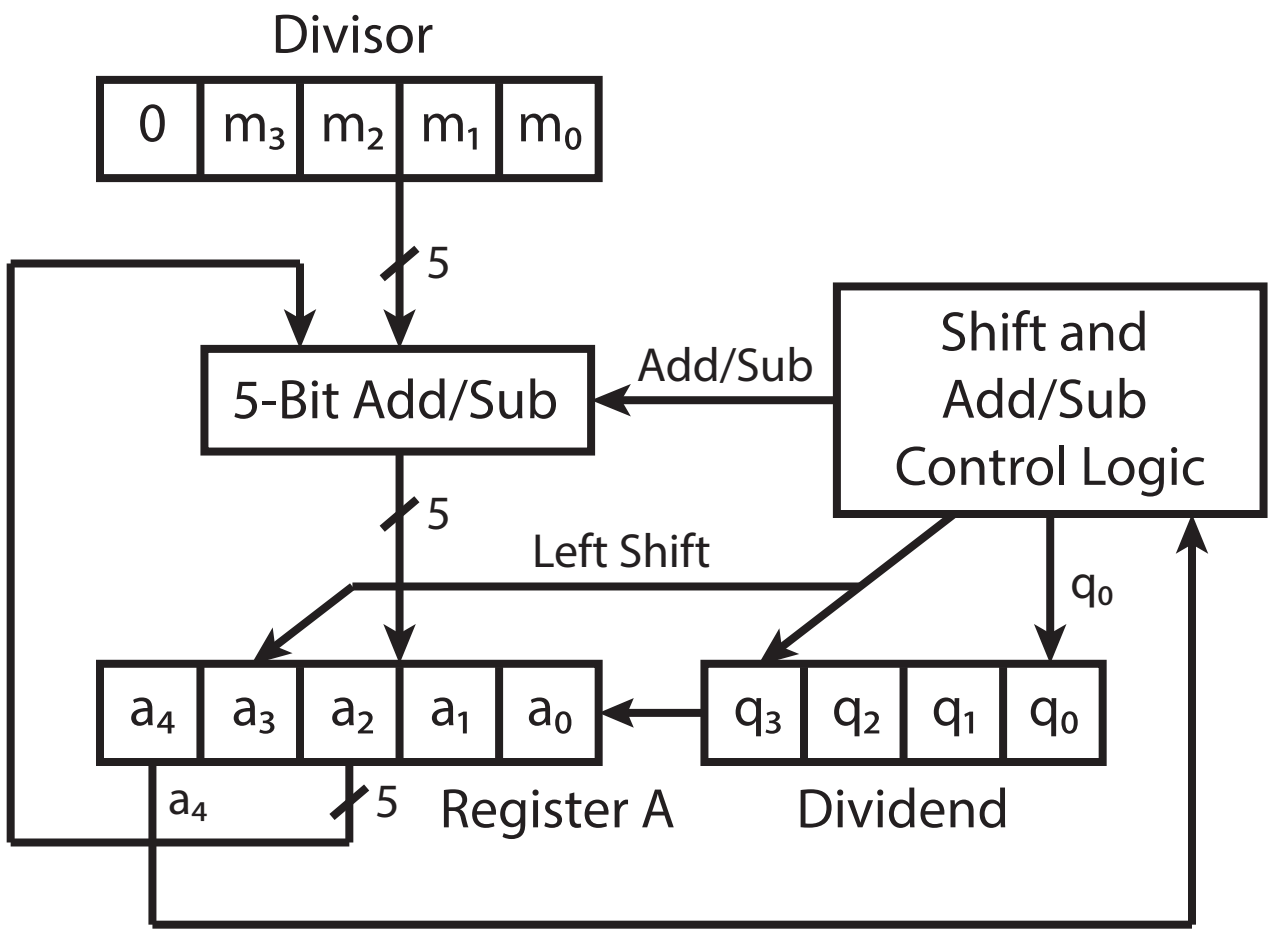 Divisor
0 m₃ m₂ m₁ m₀
5
Shift and
Add/Sub
Control Logic
Add/Sub
5-Bit Add/Sub
5
Left Shift
q₀
a₄ a₃ a₂ a₁ a₀
q₃ q₂ q₁ q₀
a₄
5
Register A
Dividend